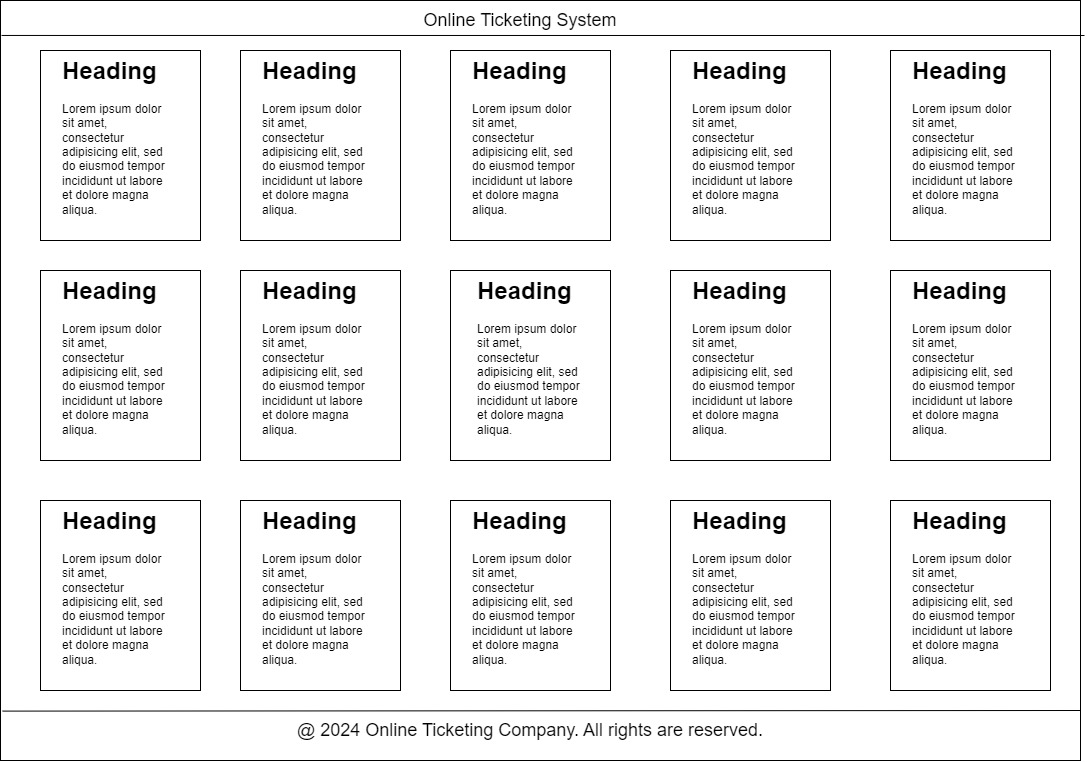 Online Ticketing System
Heading
Lorem ipsum dolor
sit amet,
consectetur
adipisicing elit, sed
do eiusmod tempor
incididunt ut labore
et dolore magna
aliqua.
Heading
Lorem ipsum dolor
sit amet,
consectetur
adipisicing elit, sed
do eiusmod tempor
incididunt ut labore
et dolore magna
aliqua.
Heading
Lorem ipsum dolor
sit amet,
consectetur
adipisicing elit, sed
do eiusmod tempor
incididunt ut labore
et dolore magna
aliqua.
Heading
Lorem ipsum dolor
sit amet,
consectetur
adipisicing elit, sed
do eiusmod tempor
incididunt ut labore
et dolore magna
aliqua.
Heading
Lorem ipsum dolor
sit amet,
consectetur
adipisicing elit, sed
do eiusmod tempor
incididunt ut labore
et dolore magna
aliqua.
Heading
Lorem ipsum dolor
sit amet,
consectetur
adipisicing elit, sed
do eiusmod tempor
incididunt ut labore
et dolore magna
aliqua.
Heading
Lorem ipsum dolor
sit amet,
consectetur
adipisicing elit, sed
do eiusmod tempor
incididunt ut labore
et dolore magna
aliqua.
Heading
Lorem ipsum dolor
sit amet,
consectetur
adipisicing elit, sed
do eiusmod tempor
incididunt ut labore
et dolore magna
aliqua.
Heading
Lorem ipsum dolor
sit amet,
consectetur
adipisicing elit, sed
do eiusmod tempor
incididunt ut labore
et dolore magna
aliqua.
Heading
Lorem ipsum dolor
sit amet,
consectetur
adipisicing elit, sed
do eiusmod tempor
incididunt ut labore
et dolore magna
aliqua.
Heading
Lorem ipsum dolor
sit amet,
consectetur
adipisicing elit, sed
do eiusmod tempor
incididunt ut labore
et dolore magna
aliqua.
Heading
Lorem ipsum dolor
sit amet,
consectetur
adipisicing elit, sed
do eiusmod tempor
incididunt ut labore
et dolore magna
aliqua.
Heading
Lorem ipsum dolor
sit amet,
consectetur
adipisicing elit, sed
do eiusmod tempor
incididunt ut labore
et dolore magna
aliqua.
Heading
Lorem ipsum dolor
sit amet,
consectetur
adipisicing elit, sed
do eiusmod tempor
incididunt ut labore
et dolore magna
aliqua.
Heading
Lorem ipsum dolor
sit amet,
consectetur
adipisicing elit, sed
do eiusmod tempor
incididunt ut labore
et dolore magna
aliqua.
@ 2024 Online Ticketing Company. All rights are reserved.